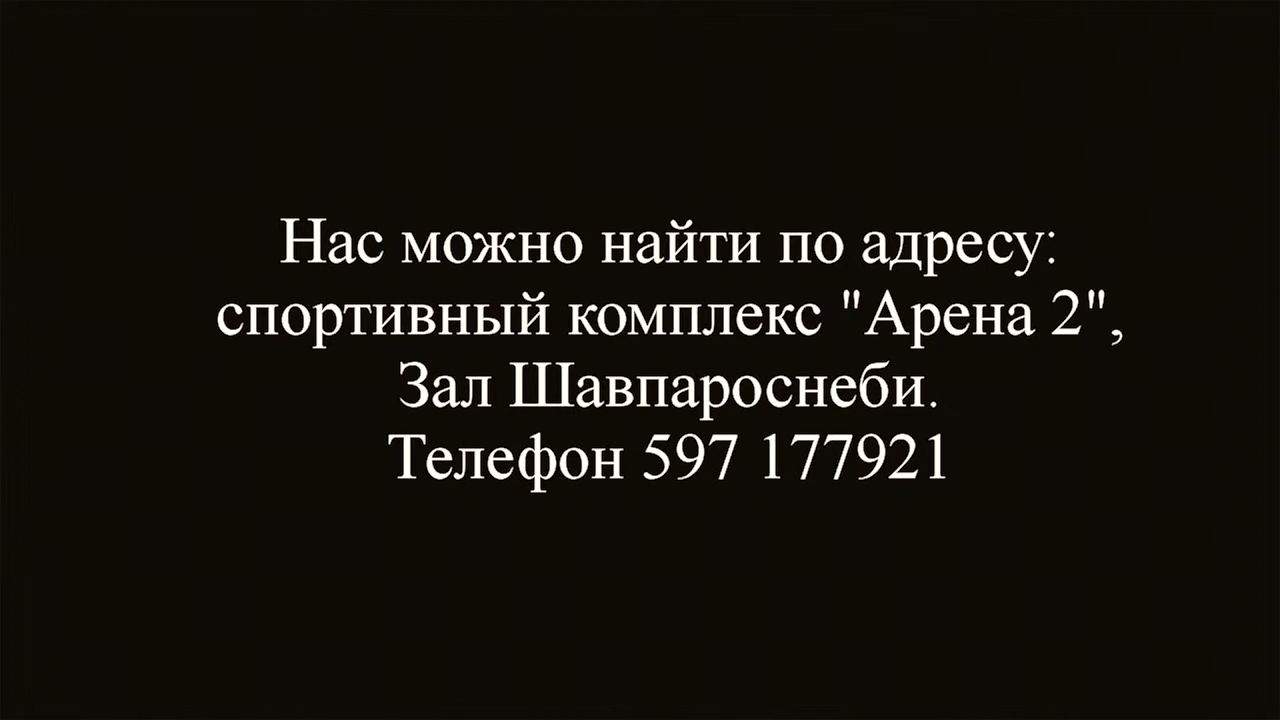 Нас можно найти по адресу:
спортивный комплекс "Арена 2",
Зал Шавпароснеби.
Телефон 597 177921